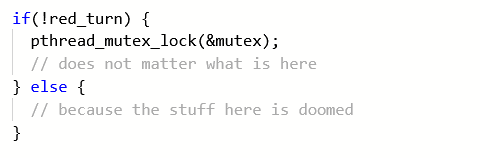 if(!red_turn) {
  pthread_mutex_lock(&mutex);
  // does not matter what is here
} else {
  // because the stuff here is doomed
}